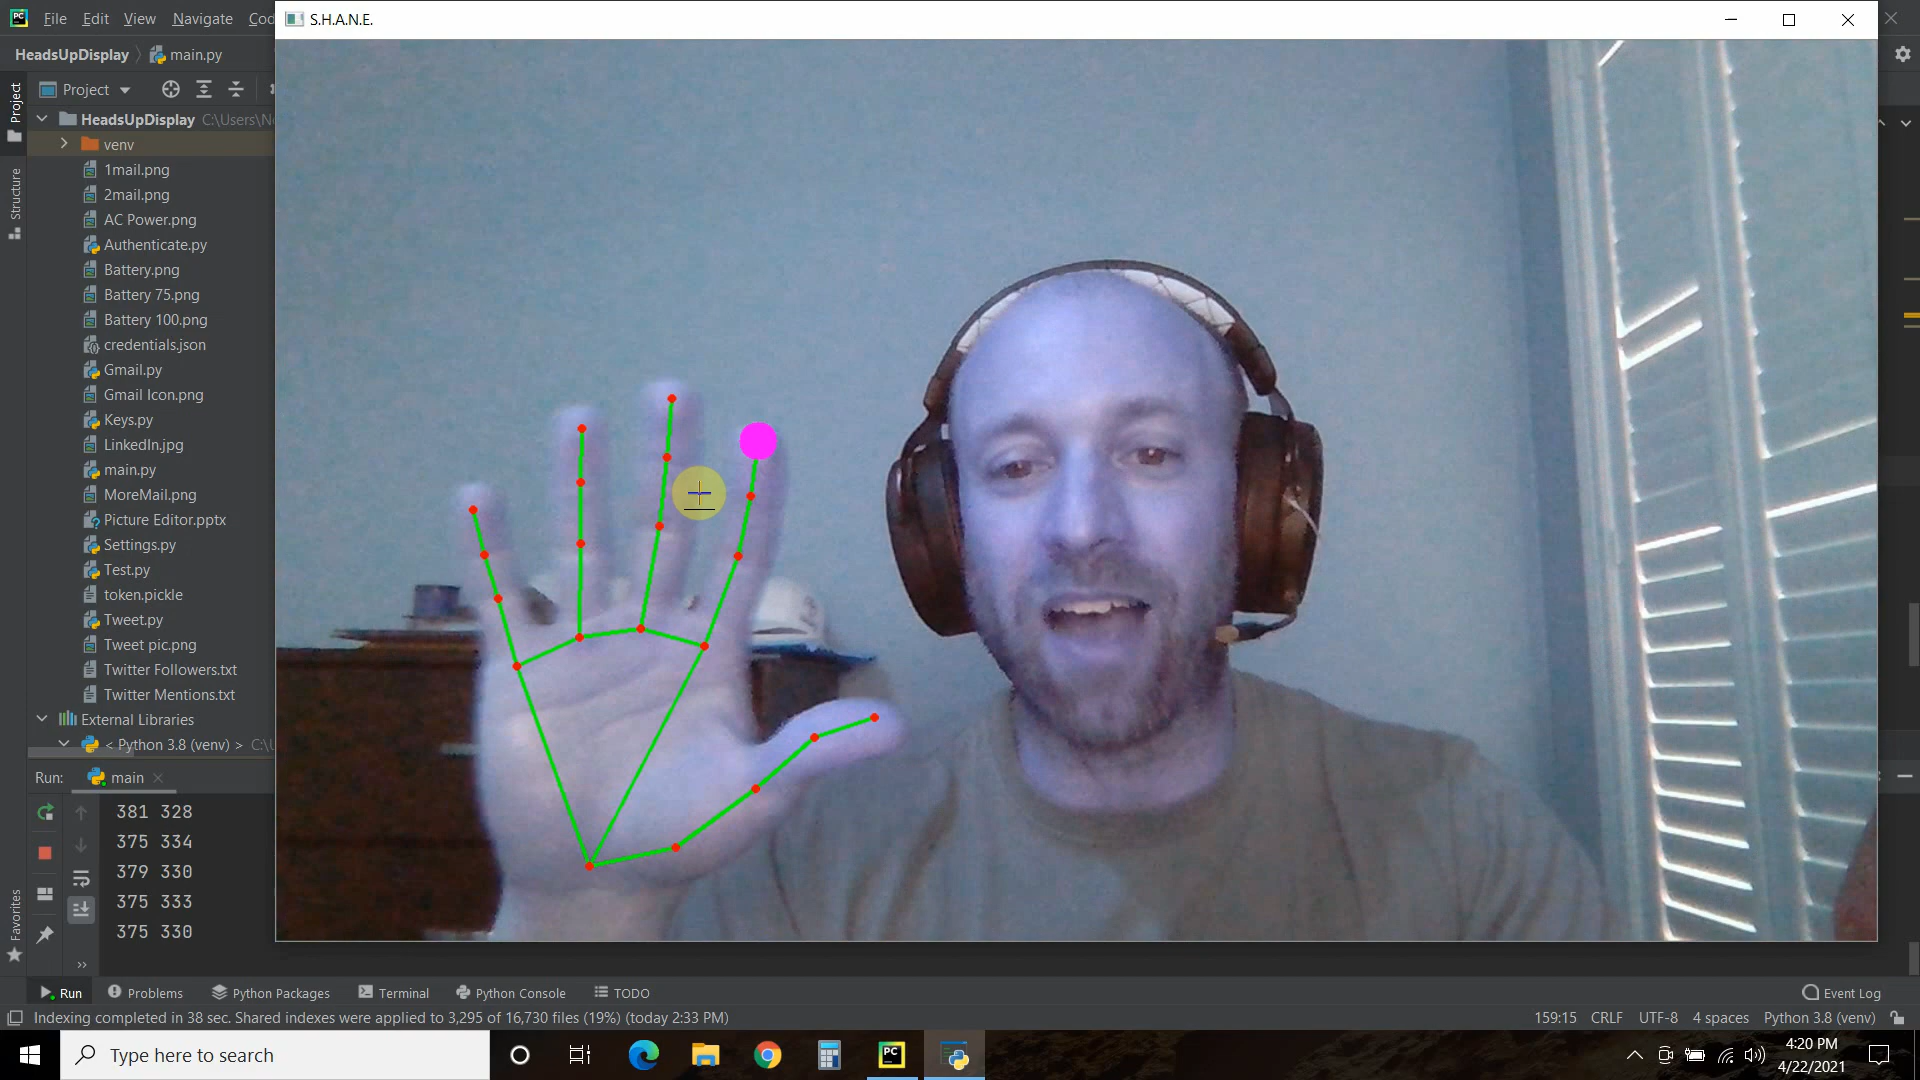 File Edit View Navigate Cod
S.H.A.N.E.
HeadsUpDisplay main.py
Project
Project
HeadsUpDisplay C:\Users\N
venv
1mail.png
2mail.png
Structure
AC Power.png
Authenticate.py
Battery.png
Battery 75.png
Battery 100.png
credentials.json
Gmail.py
Gmail Icon.png
Keys.py
LinkedIn.jpg
main.py
MoreMail.png
Picture Editor.pptx
Settings.py
Test.py
token.pickle
Tweet.py
Tweet pic.png
Twitter Followers.txt
Twitter Mentions.txt
External Libraries
< Python 3.8 (venv) > C:\U
Run: main
381 328
375 334
379 330
375 333
375 330
Favorites
Run Problems Python Packages Terminal Python Console TODO Event Log
Indexing completed in 38 sec. Shared indexes were applied to 3,295 of 16,730 files (19%) (today 2:33 PM) 159:15 CRLF UTF-8 4 spaces Python 3.8 (venv)
Type here to search
PC
4:20 PM
4/22/2021